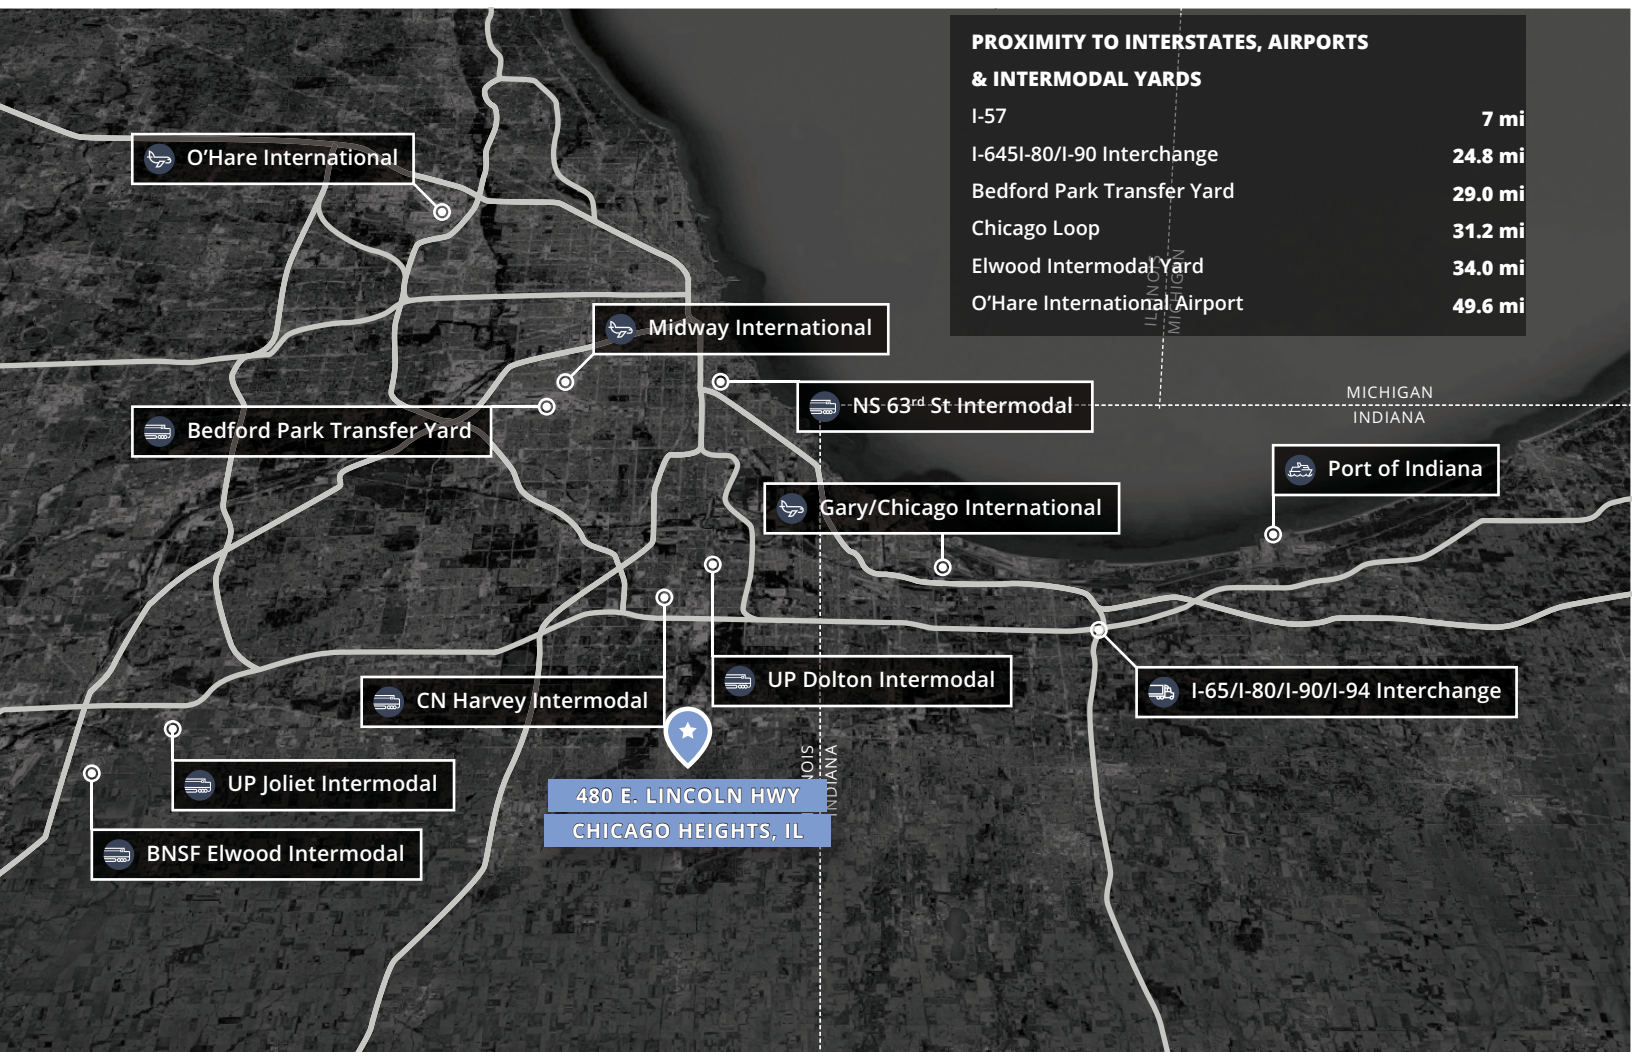 PROXIMITY TO INTERSTATES, AIRPORTS
& INTERMODAL YARDS
I-57 7 mi
I-645I-80/I-90 Interchange 24.8 mi
Bedford Park Transfer Yard 29.0 mi
Chicago Loop 31.2 mi
Elwood Intermodal Yard 34.0 mi
O'Hare International Airport 49.6 mi
ILLINOIS
MICHIGAN
O'Hare International
Midway International
MICHIGAN
INDIANA
NS 63rd St Intermodal
Bedford Park Transfer Yard
Port of Indiana
Gary/Chicago International
UP Dolton Intermodal
I-65/I-80/I-90/I-94 Interchange
CN Harvey Intermodal
UP Joliet Intermodal
NOIS
INDIANA
480 E. LINCOLN HWY
CHICAGO HEIGHTS, IL
BNSF Elwood Intermodal